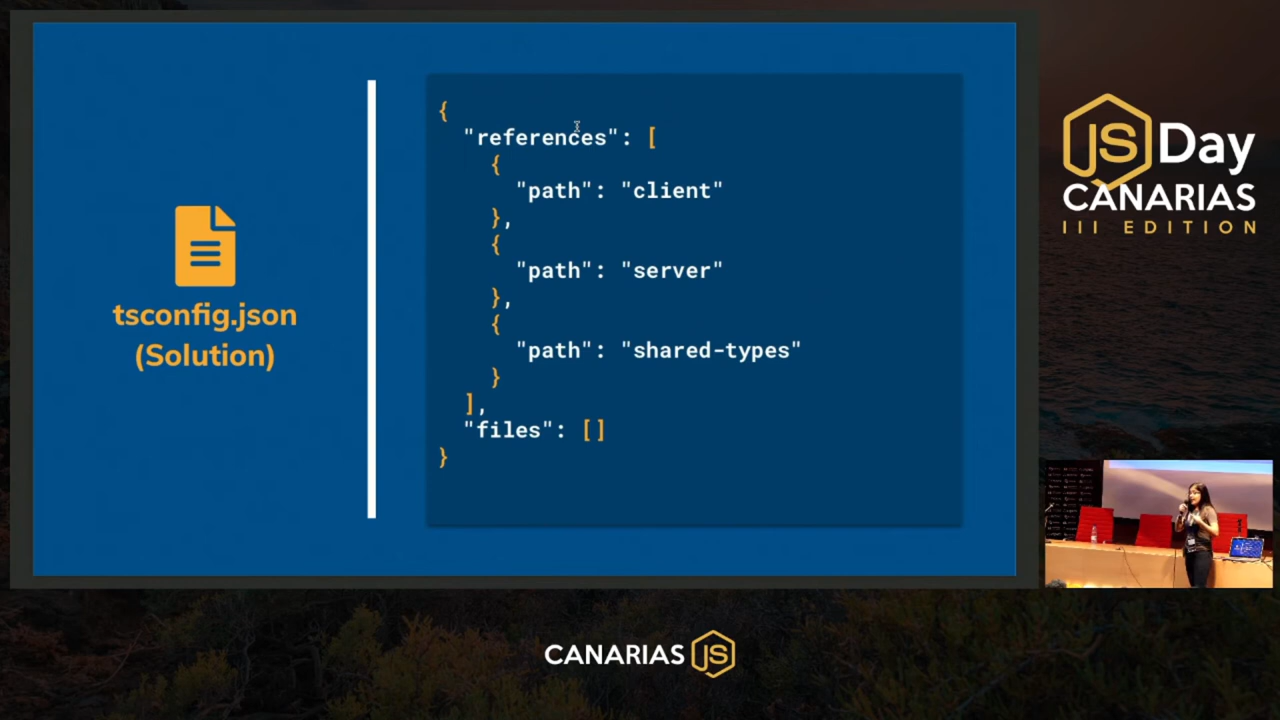 tsconfig.json
(Solution)
{
  "references": [
    {
      "path": "client"
    },
    {
      "path": "server"
    },
    {
      "path": "shared-types"
    }
  ],
  "files": []
}
JS Day
CANARIAS
III EDITION
CANARIAS JS